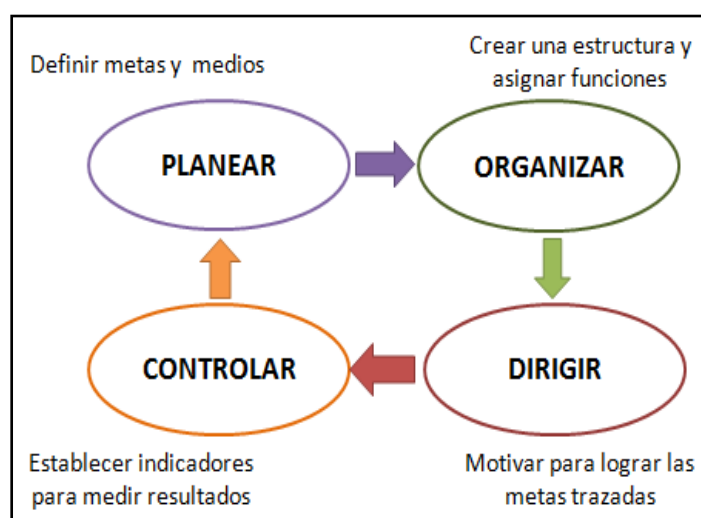 Definir metas y medios
Crear una estructura y
asignar funciones
PLANEAR
ORGANIZAR
CONTROLAR
DIRIGIR
Establecer indicadores
para medir resultados
Motivar para lograr las
metas trazadas